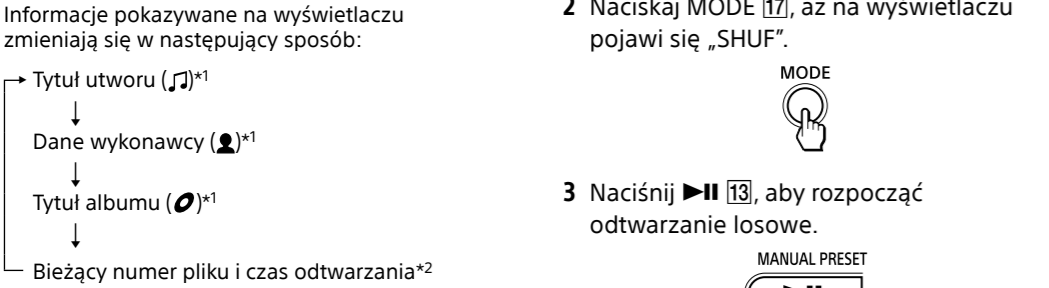 Informacje pokazywane na wyświetlaczu
zmieniają się w następujący sposób:
Tytuł utworu (♫)*1
Dane wykonawcy (👤)*1
Tytuł albumu (💿)*1
Bieżący numer pliku i czas odtwarzania*2
2 Naciskaj MODE 17, aż na wyświetlaczu
pojawi się „SHUF”.
MODE
3 Naciśnij ►II 13, aby rozpocząć
odtwarzanie losowe.
MANUAL PRESET